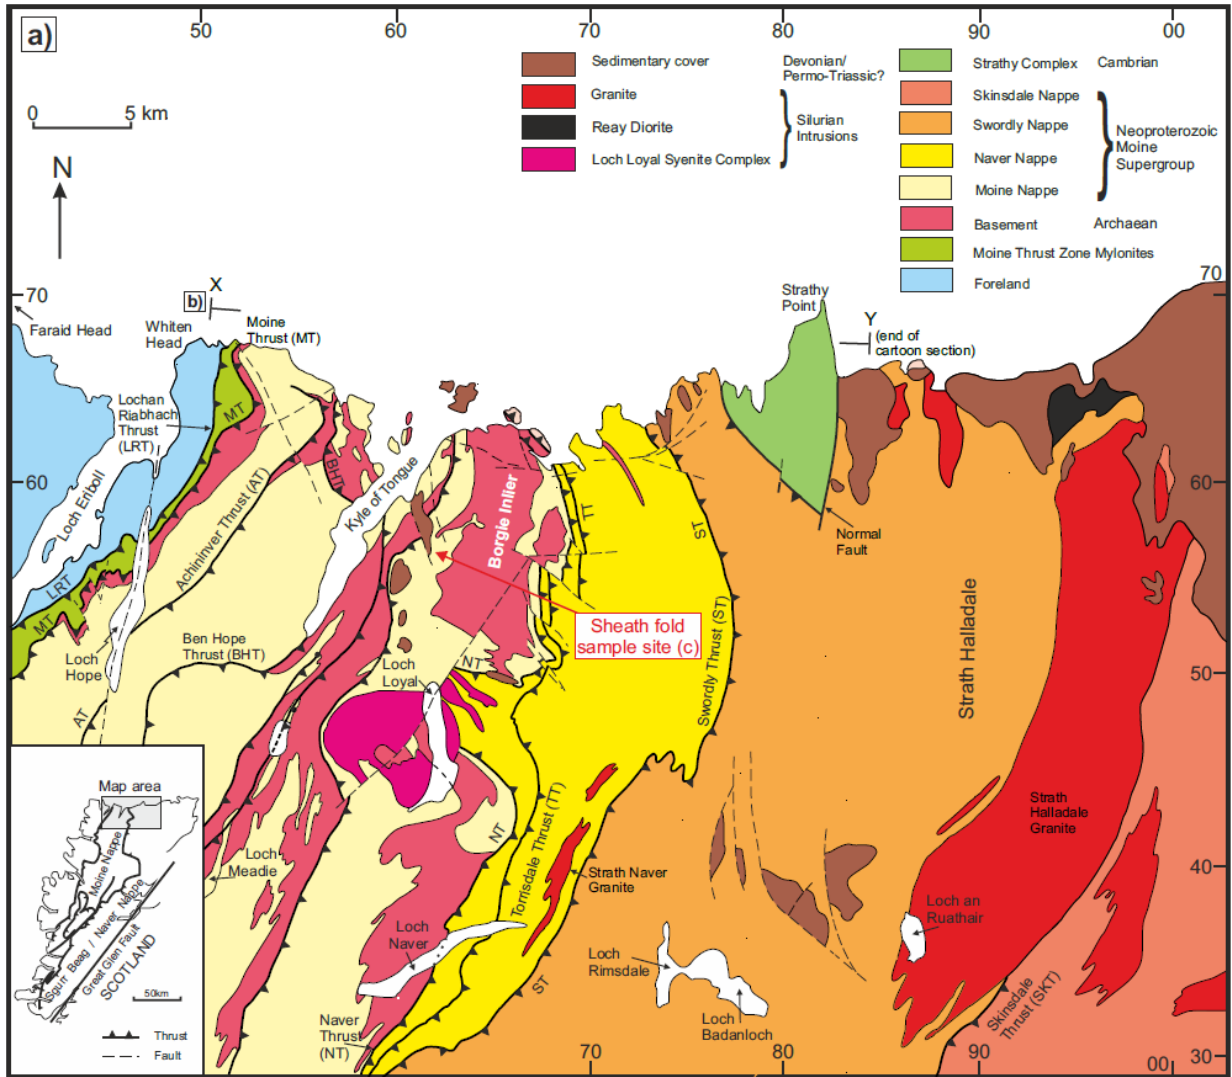 a)
50
60
70
80
90
00
0
5 km
N
Sedimentary cover
Devonian/
Permo-Triassic?
Granite
Reay Diorite
Loch Loyal Syenite Complex
Silurian
Intrusions
Strathy Complex
Cambrian
Skinsdale Nappe
Swordly Nappe
Naver Nappe
Moine Nappe
Neoproterozoic
Moine
Supergroup
Basement
Archaean
Moine Thrust Zone Mylonites
Foreland
70
70
Faraid Head
Whiten
Head
b)
X
Moine
Thrust (MT)
Strathy
Point
Y
(end of
cartoon section)
Lochan
Riabhach
Thrust
(LRT)
MT
BHT
Kyle of Tongue
Achininver Thrust (AT)
Loch Eriboll
60
60
LRT
MT
Borgie Inlier
TT
ST
Normal
Fault
Sheath fold
sample site (c)
Ben Hope
Thrust (BHT)
Loch
Hope
AT
Loch
Loyal
NT
Swordly Thrust (ST)
Strath Halladale
50
Map area
Moine Nappe
Sgurr Beag / Naver Nappe
Great Glen Fault
SCOTLAND
50km
Thrust
Fault
Loch
Meadie
NT
Torrisdale Thrust (TT)
Strath Naver
Granite
Strath
Halladale
Granite
40
Loch an
Ruathair
Loch
Naver
Loch
Rimsdale
ST
Loch
Badanloch
Skinsdale
Thrust (SKT)
Naver
Thrust
(NT)
70
80
90
00
30